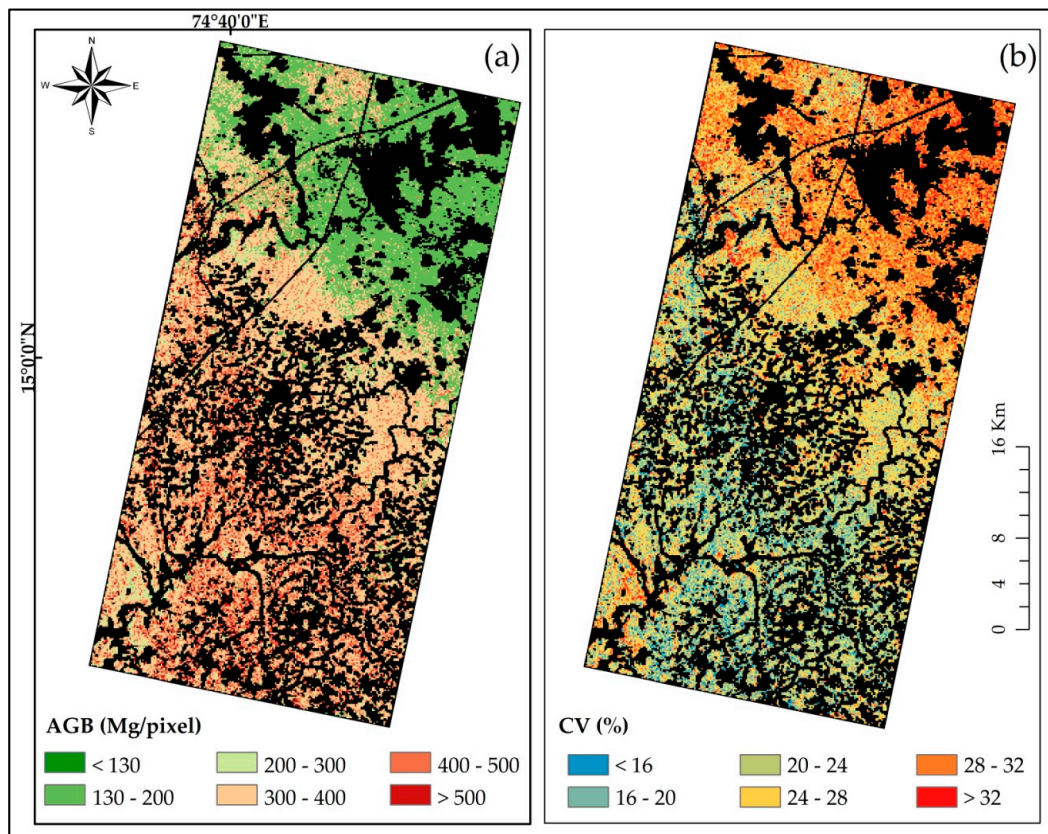 74°40'0"E
N
W
E
S
(a)
(b)
15°0'0"N
16 Km
8
4
0
AGB (Mg/pixel)
< 130
200 - 300
400 - 500
130 - 200
300 - 400
> 500
CV (%)
< 16
20 - 24
28 - 32
16 - 20
24 - 28
> 32